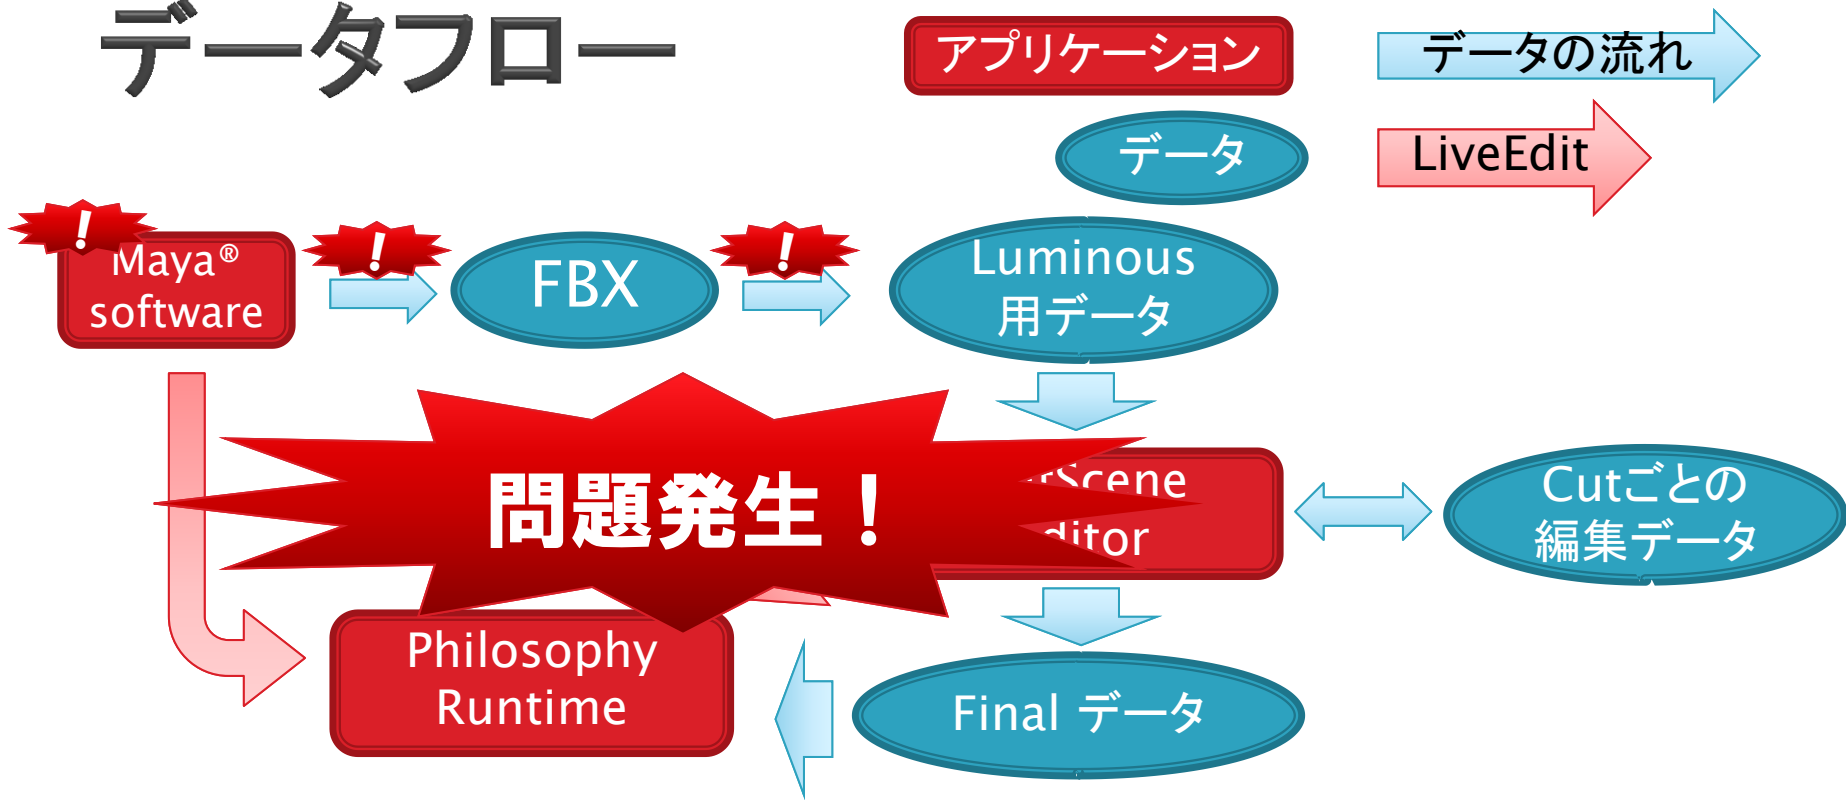 データフロー
アプリケーション
データの流れ
データ
LiveEdit
!
Maya®
software
!
FBX
!
Luminous
用データ
問題発生！
Scene
ditor
Cutごとの
編集データ
Philosophy
Runtime
Final データ